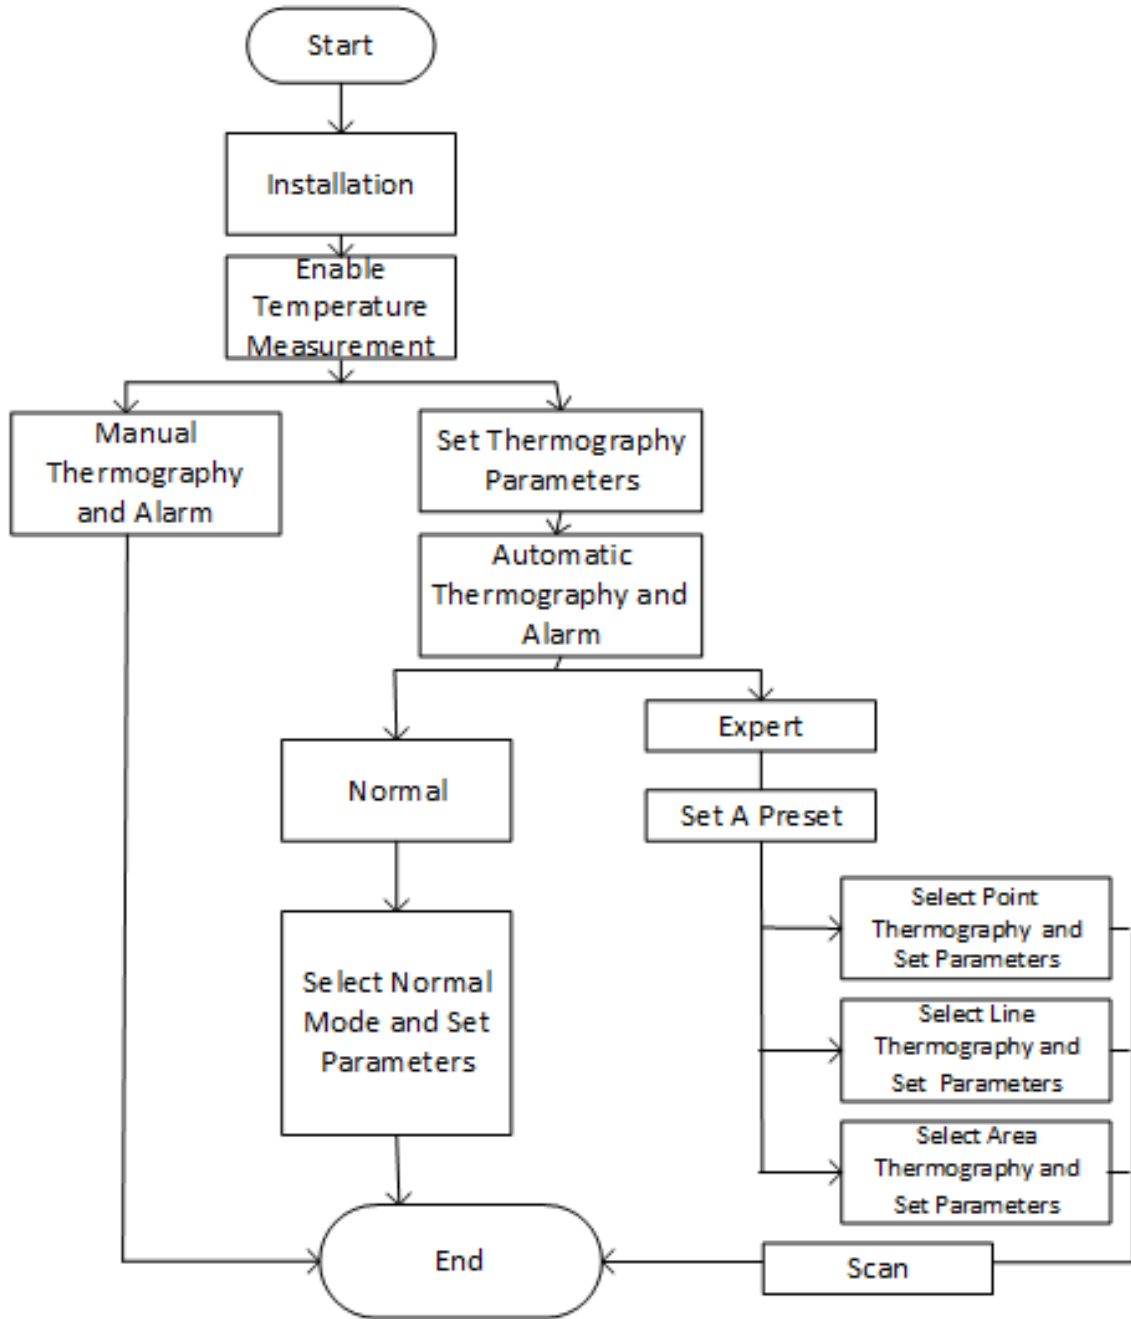 Start
Installation
Enable
Temperature
Measurement
Manual
Thermography
and Alarm
Set Thermography
Parameters
Automatic
Thermography and
Alarm
Normal
Expert
Set A Preset
Select Normal
Mode and Set
Parameters
Select Point
Thermography and
Set Parameters
Select Line
Thermography and
Set Parameters
Select Area
Thermography and
Set Parameters
Scan
End